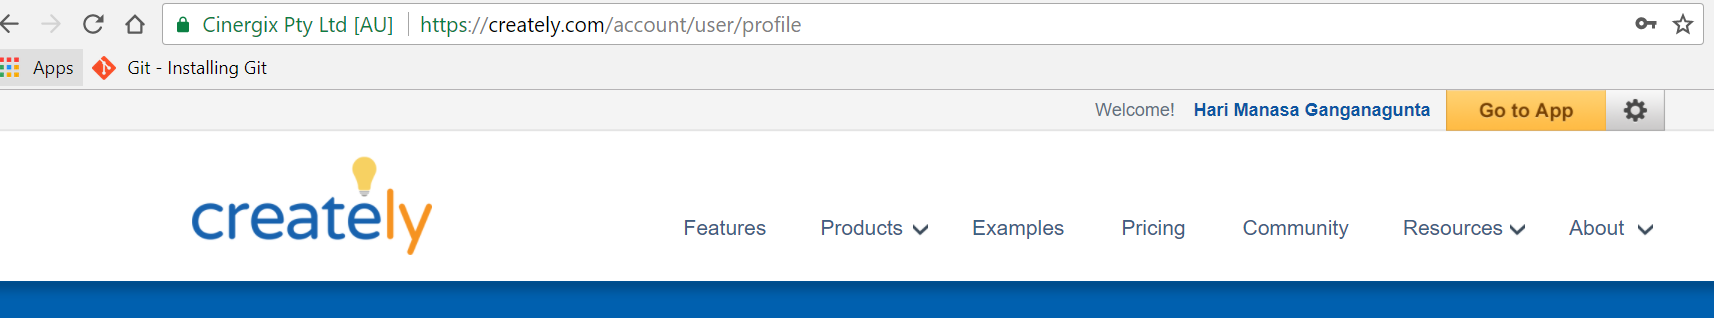 Cinergix Pty Ltd [AU] https://creately.com/account/user/profile
Apps Git - Installing Git
Welcome! Hari Manasa Ganganagunta Go to App
creately
Features Products Examples Pricing Community Resources About